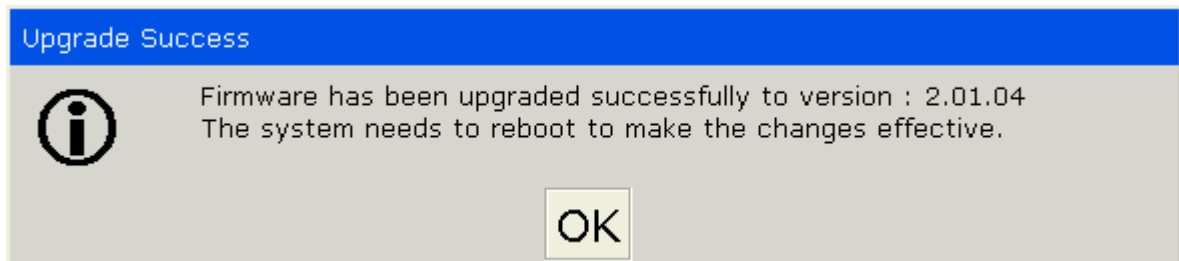 Upgrade Success
Firmware has been upgraded successfully to version : 2.01.04
The system needs to reboot to make the changes effective.
OK